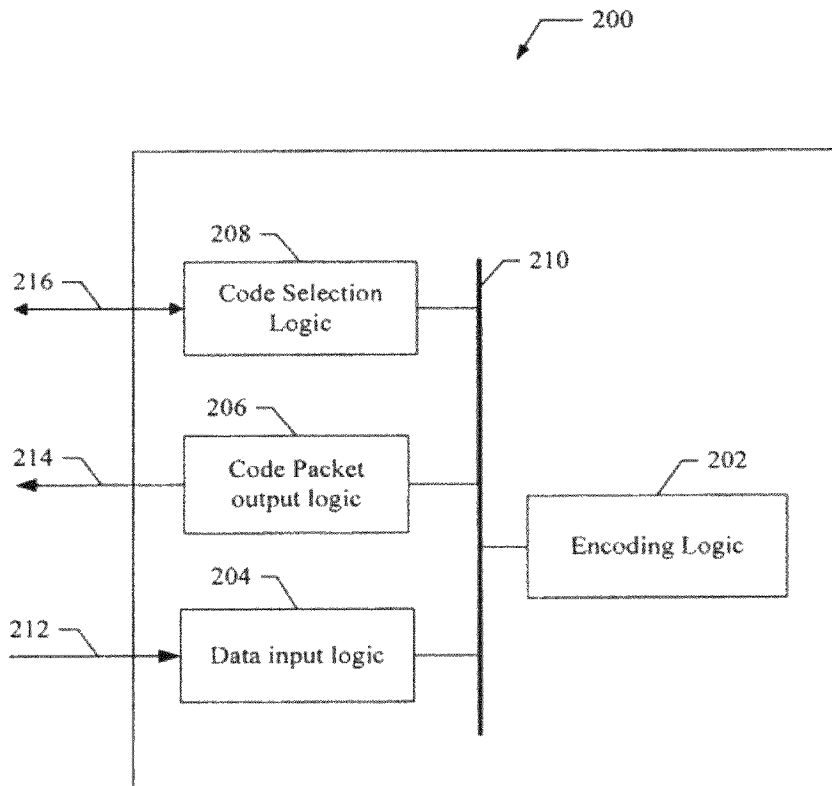 200
208
210
216
Code Selection
Logic
206
214
Code Packet
output logic
202
Encoding Logic
204
212
Data input logic